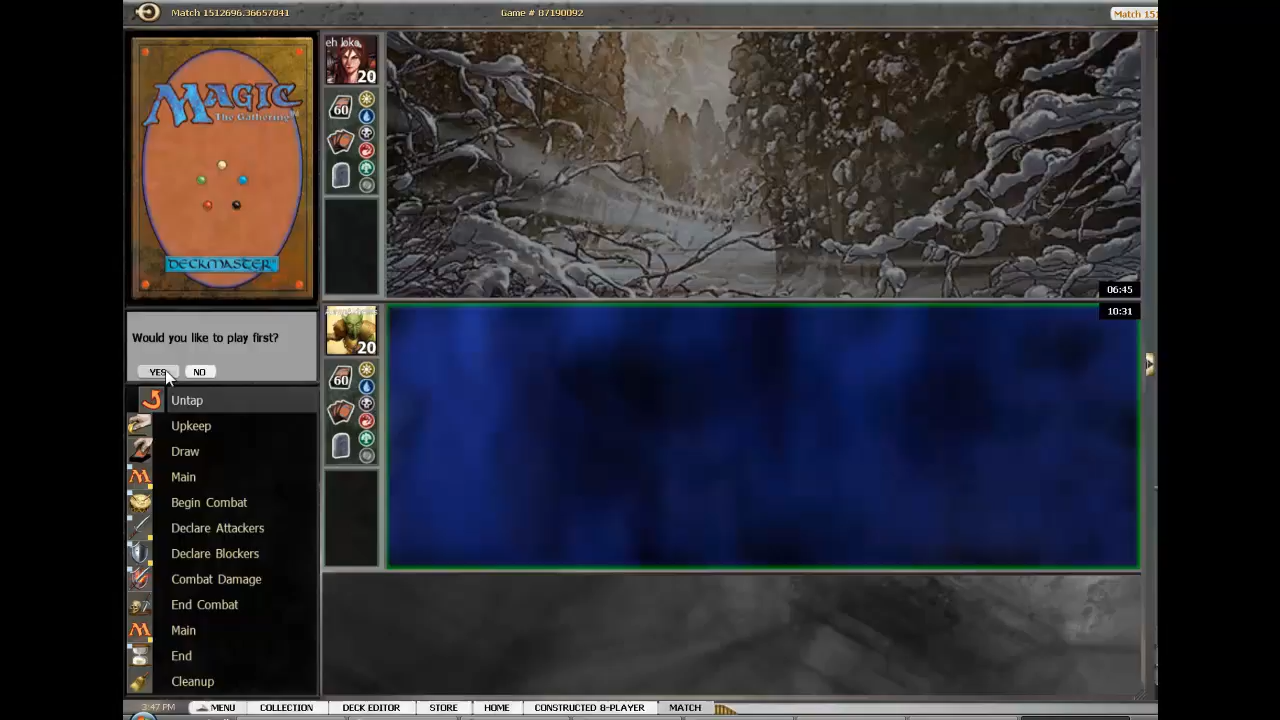 Match 1512696.36657841
Game # 87190092
Match 151
MAGIC
The Gathering
DECKMASTER
eh loke
20
60
06:45
10:31
20
60
Would you like to play first?
YES
NO
Untap
Upkeep
Draw
Main
Begin Combat
Declare Attackers
Declare Blockers
Combat Damage
End Combat
Main
End
Cleanup
3:47 PM
MENU
COLLECTION
DECK EDITOR
STORE
HOME
CONSTRUCTED 8-PLAYER
MATCH